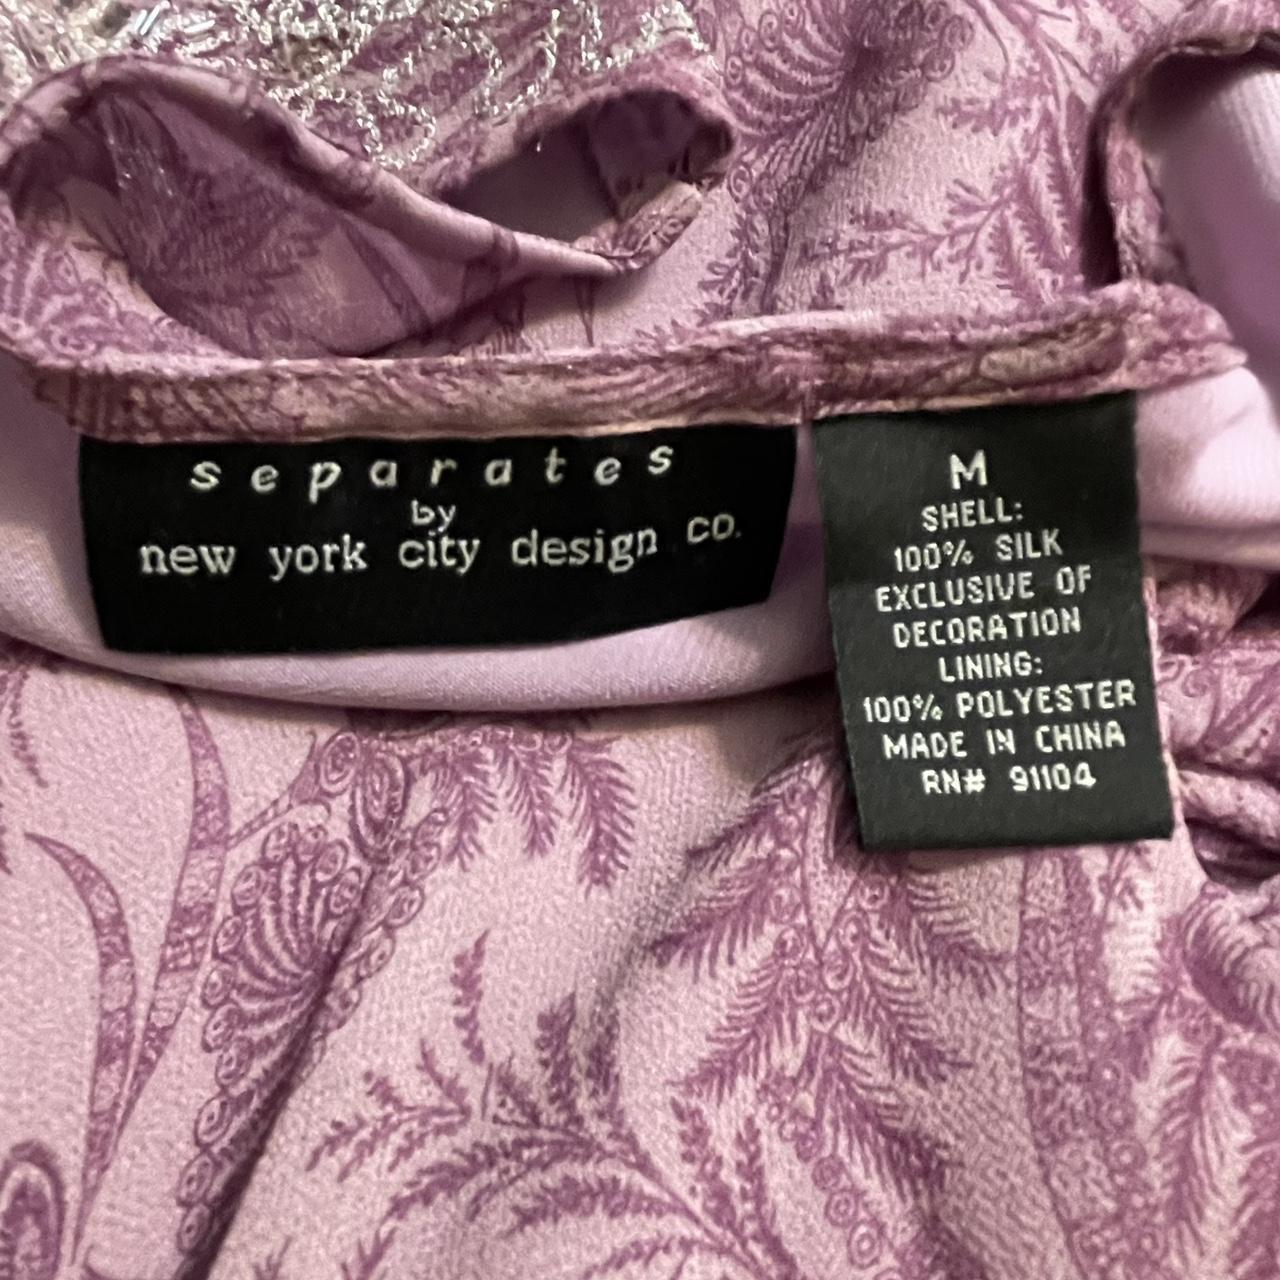 separates
by
new york city design co.
M
SHELL:
100% SILK
EXCLUSIVE OF
DECORATION
LINING:
100% POLYESTER
MADE IN CHINA
RN# 91104